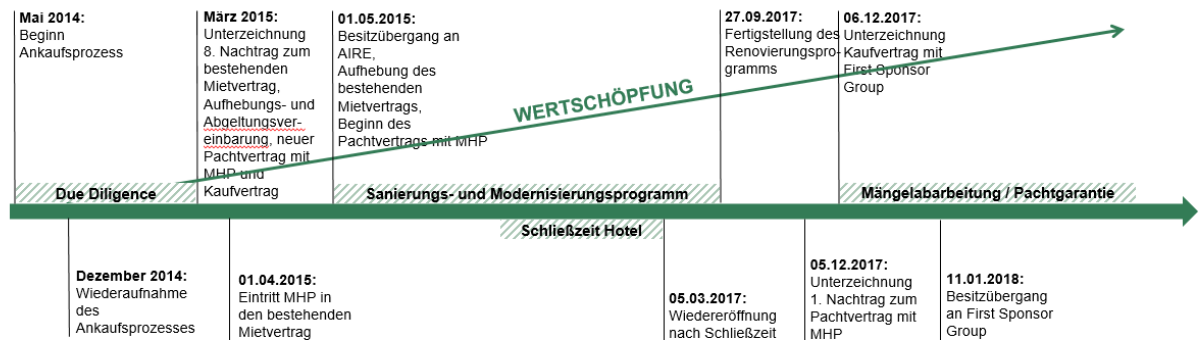 Mai 2014:
Beginn
Ankaufsprozess
März 2015:
Unterzeichnung
8. Nachtrag zum
bestehenden
Mietvertrag,
Aufhebungs- und
Abgeltungsver-
einbarung, neuer
Pachtvertrag mit
MHP und
Kaufvertrag
01.05.2015:
Besitzübergang an
AIRE,
Aufhebung des
bestehenden
Mietvertrags,
Beginn des
Pachtvertrags mit MHP
27.09.2017:
Fertigstellung des
Renovierungspro-
gramms
06.12.2017:
Unterzeichnung
Kaufvertrag mit
First Sponsor
Group
WERTSCHÖPFUNG
Due Diligence
Sanierungs- und Modernisierungsprogramm
Mängelabarbeitung / Pachtgarantie
Schließzeit Hotel
Dezember 2014:
Wiederaufnahme
des
Ankaufsprozesses
01.04.2015:
Eintritt MHP in
den bestehenden
Mietvertrag
05.03.2017:
Wiedereröffnung
nach Schließzeit
05.12.2017:
Unterzeichnung
1. Nachtrag zum
Pachtvertrag mit
MHP
11.01.2018:
Besitzübergang
an First Sponsor
Group